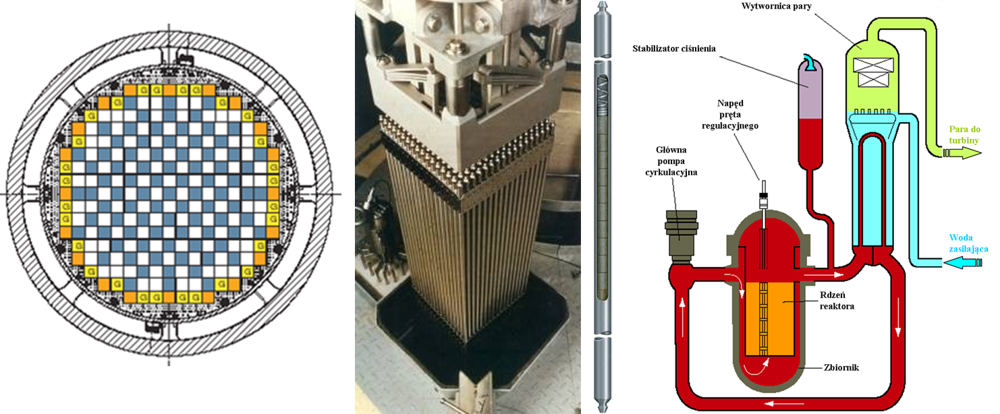 G G G G
G G
G G
G G
G G
G G
G G
G G
G G
G G
G G
G G G G
Wytwornica pary
Stabilizator ciśnienia
Napęd
pręta
regulacyjnego
Główna
pompa
cyrkulacyjna
Para do
turbiny
Woda
zasilająca
Rdzeń
reaktora
Zbiornik